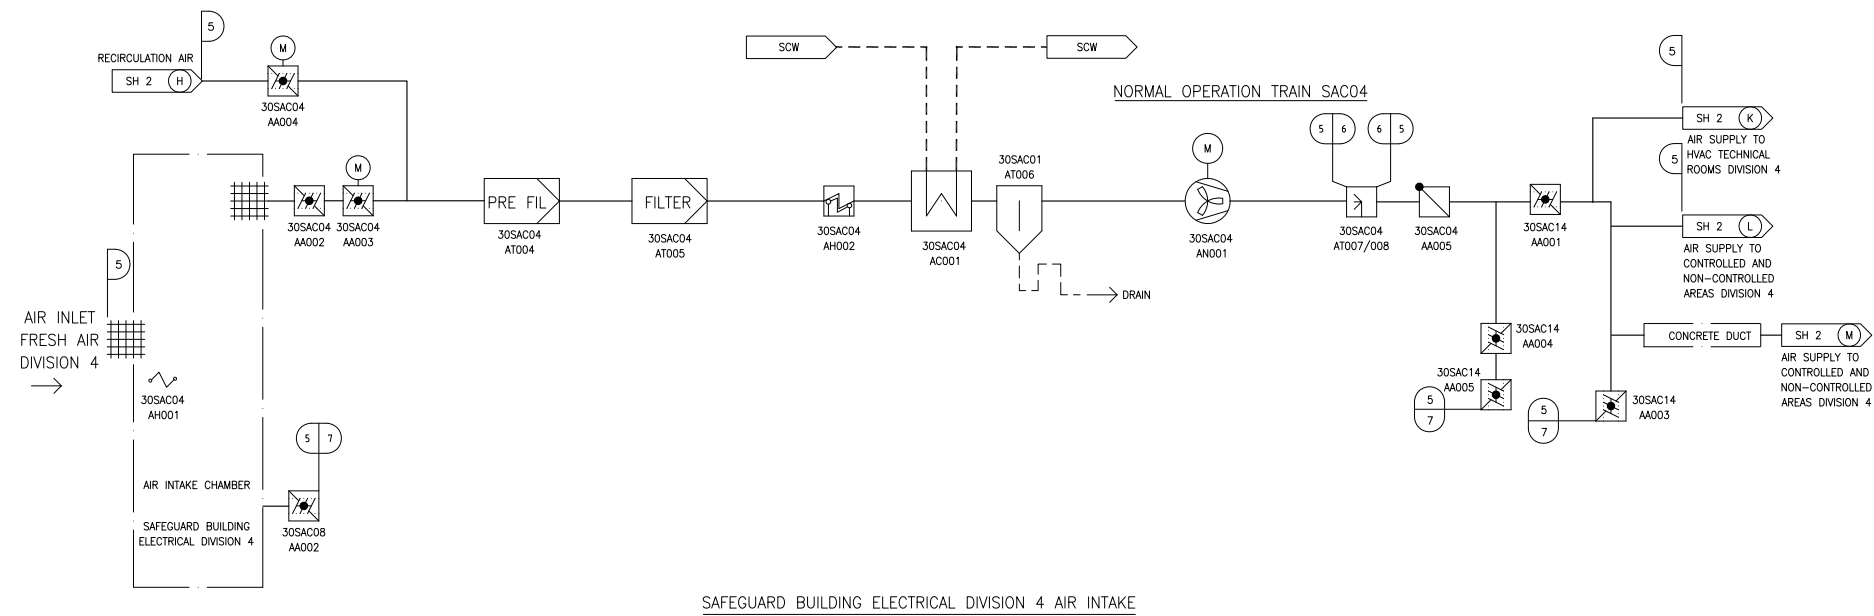 5
RECIRCULATION AIR
SH 2 H
M
30SAC04
AA004
SCW
SCW
NORMAL OPERATION TRAIN SAC04
5
SH 2 K
AIR SUPPLY TO
HVAC TECHNICAL
ROOMS DIVISION 4
5
SH 2 L
AIR SUPPLY TO
CONTROLLED AND
NON-CONTROLLED
AREAS DIVISION 4
M
30SAC04
AA002
30SAC04
AA003
PRE FIL
30SAC04
AT004
FILTER
30SAC04
AT005
30SAC04
AH002
30SAC04
AC001
30SAC01
AT006
DRAIN
M
30SAC04
AN001
5 6
6 5
30SAC04
AT007/008
30SAC04
AA005
30SAC14
AA001
30SAC14
AA004
30SAC14
AA005
5
7
CONCRETE DUCT
SH 2 M
AIR SUPPLY TO
CONTROLLED AND
NON-CONTROLLED
AREAS DIVISION 4
30SAC14
AA003
5
7
5
AIR INLET
FRESH AIR
DIVISION 4
30SAC04
AH001
5 7
AIR INTAKE CHAMBER
SAFEGUARD BUILDING
ELECTRICAL DIVISION 4
30SAC08
AA002
SAFEGUARD BUILDING ELECTRICAL DIVISION 4 AIR INTAKE